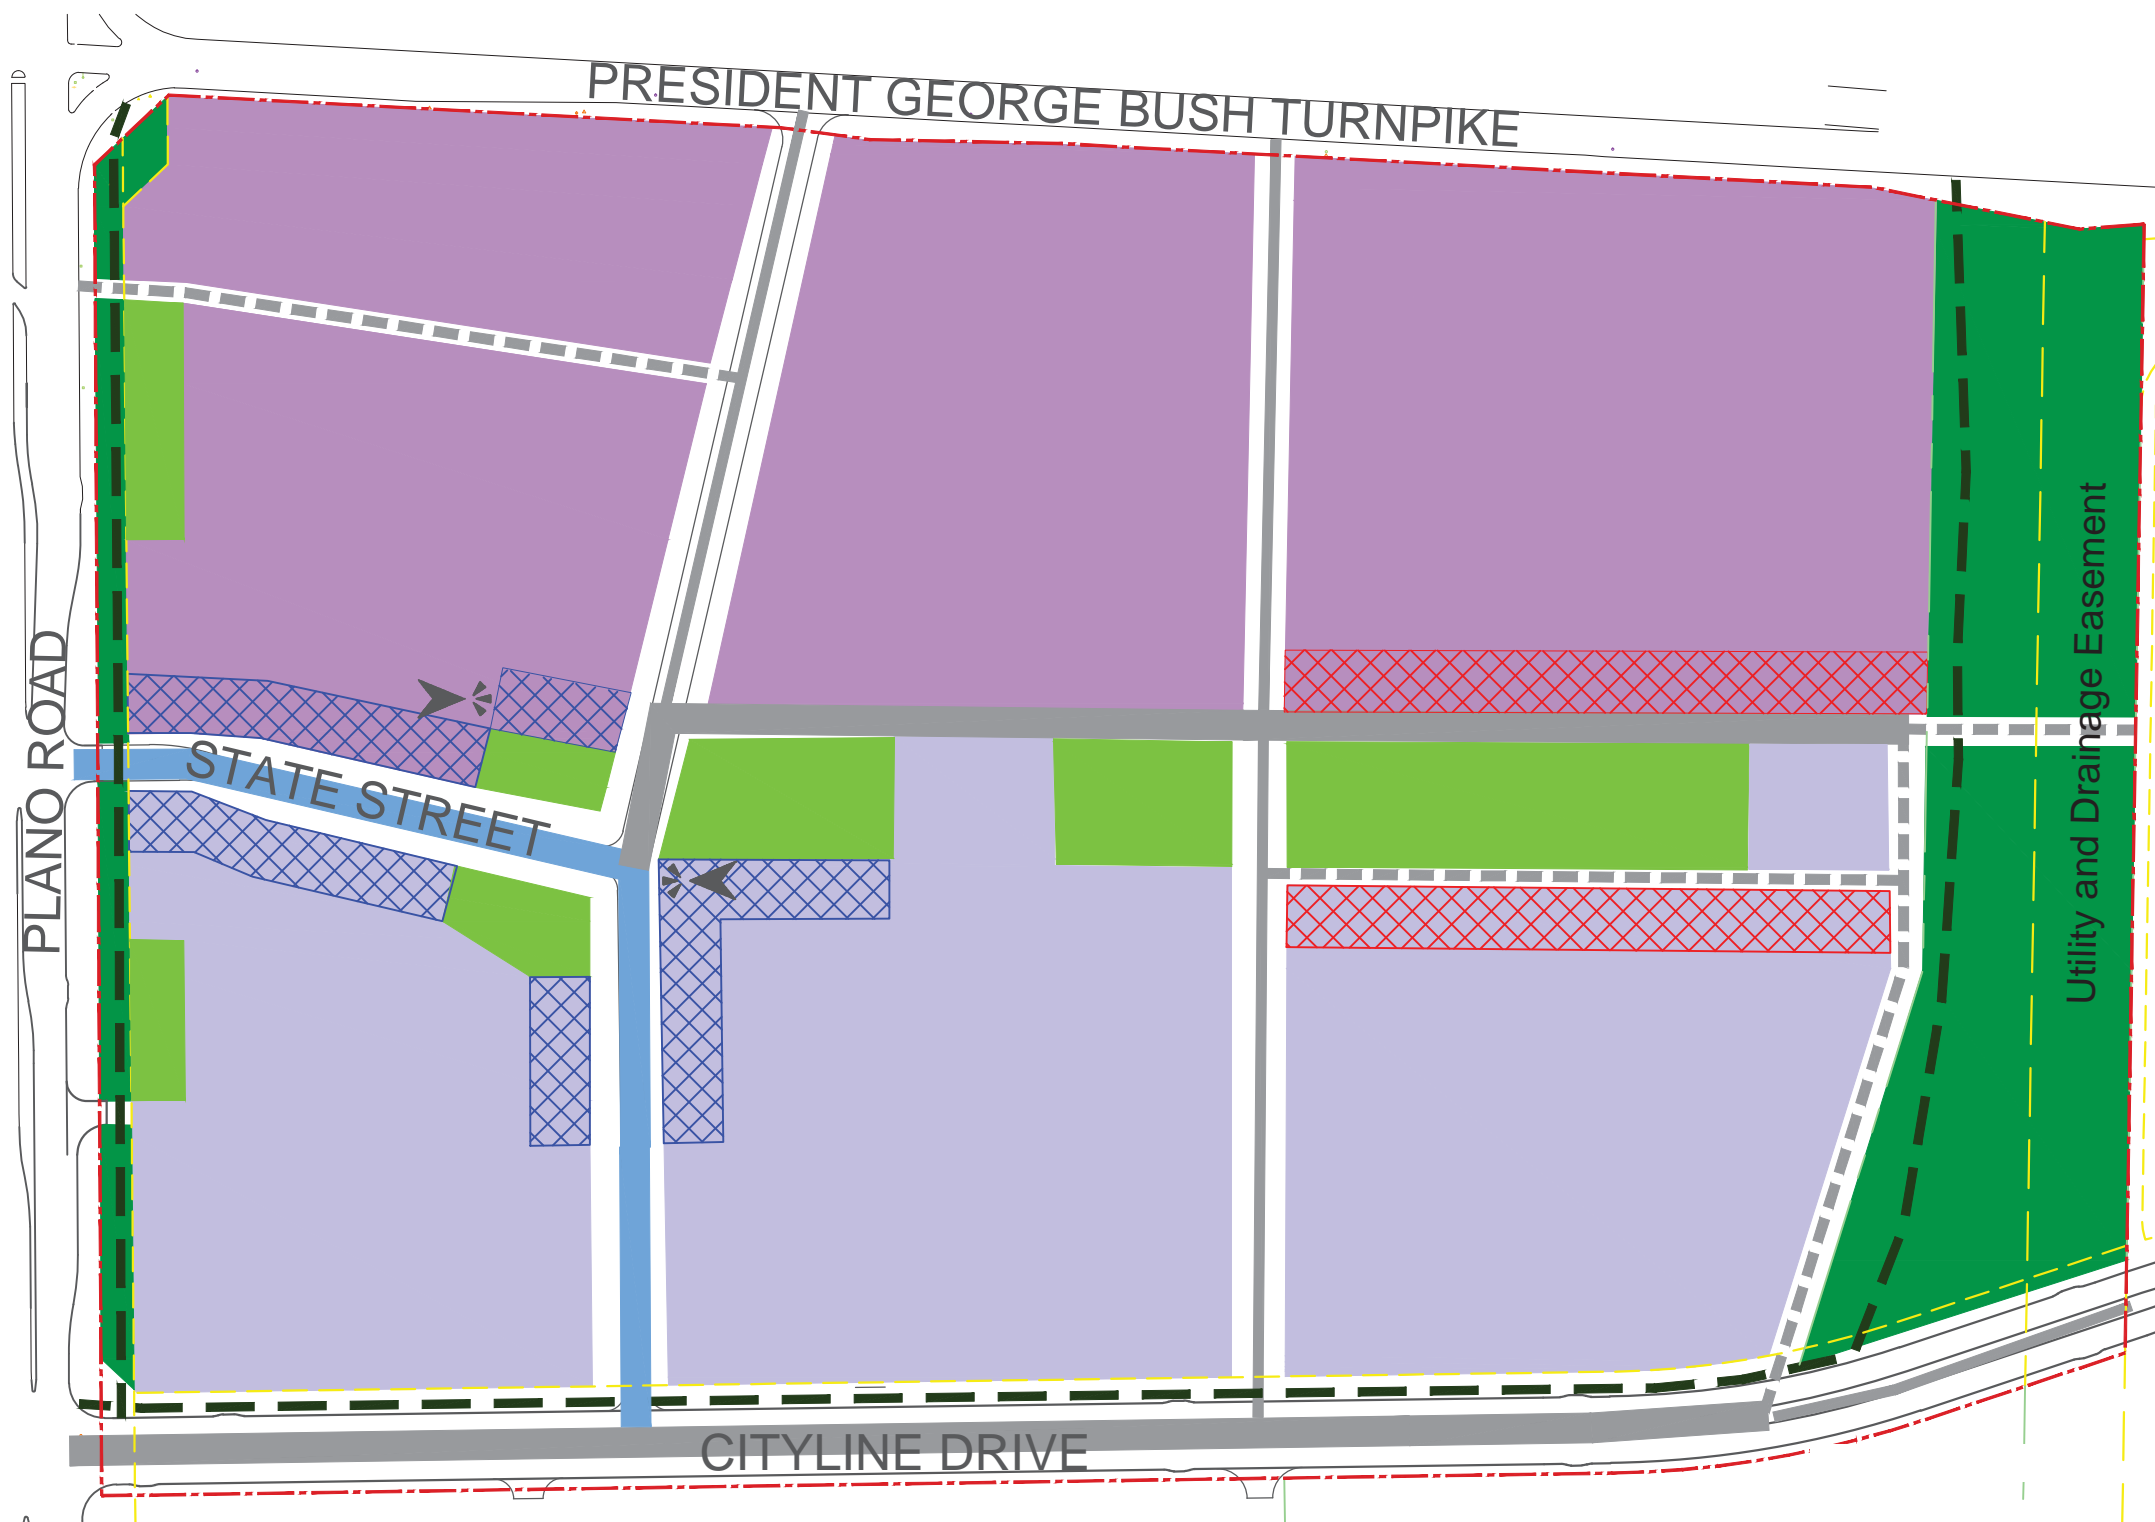 PRESIDENT GEORGE BUSH TURNPIKE
PLANO ROAD
STATE STREET
Utility and Drainage Easement
CITYLINE DRIVE